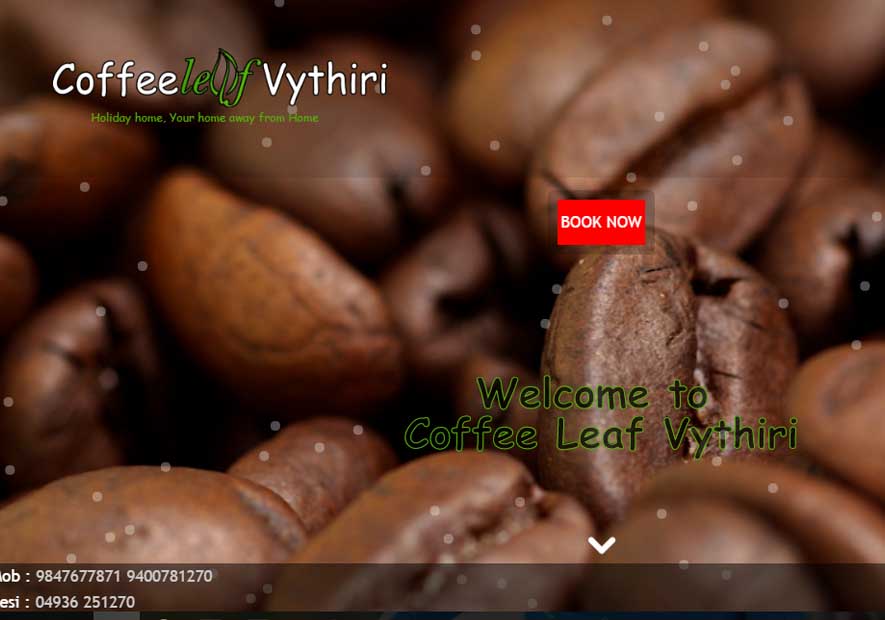 Coffeeleaf Vythiri
Holiday home, Your home away from Home
BOOK NOW
Welcome to
Coffee Leaf Vythiri
Mob : 9847677871 9400781270
esi : 04936 251270